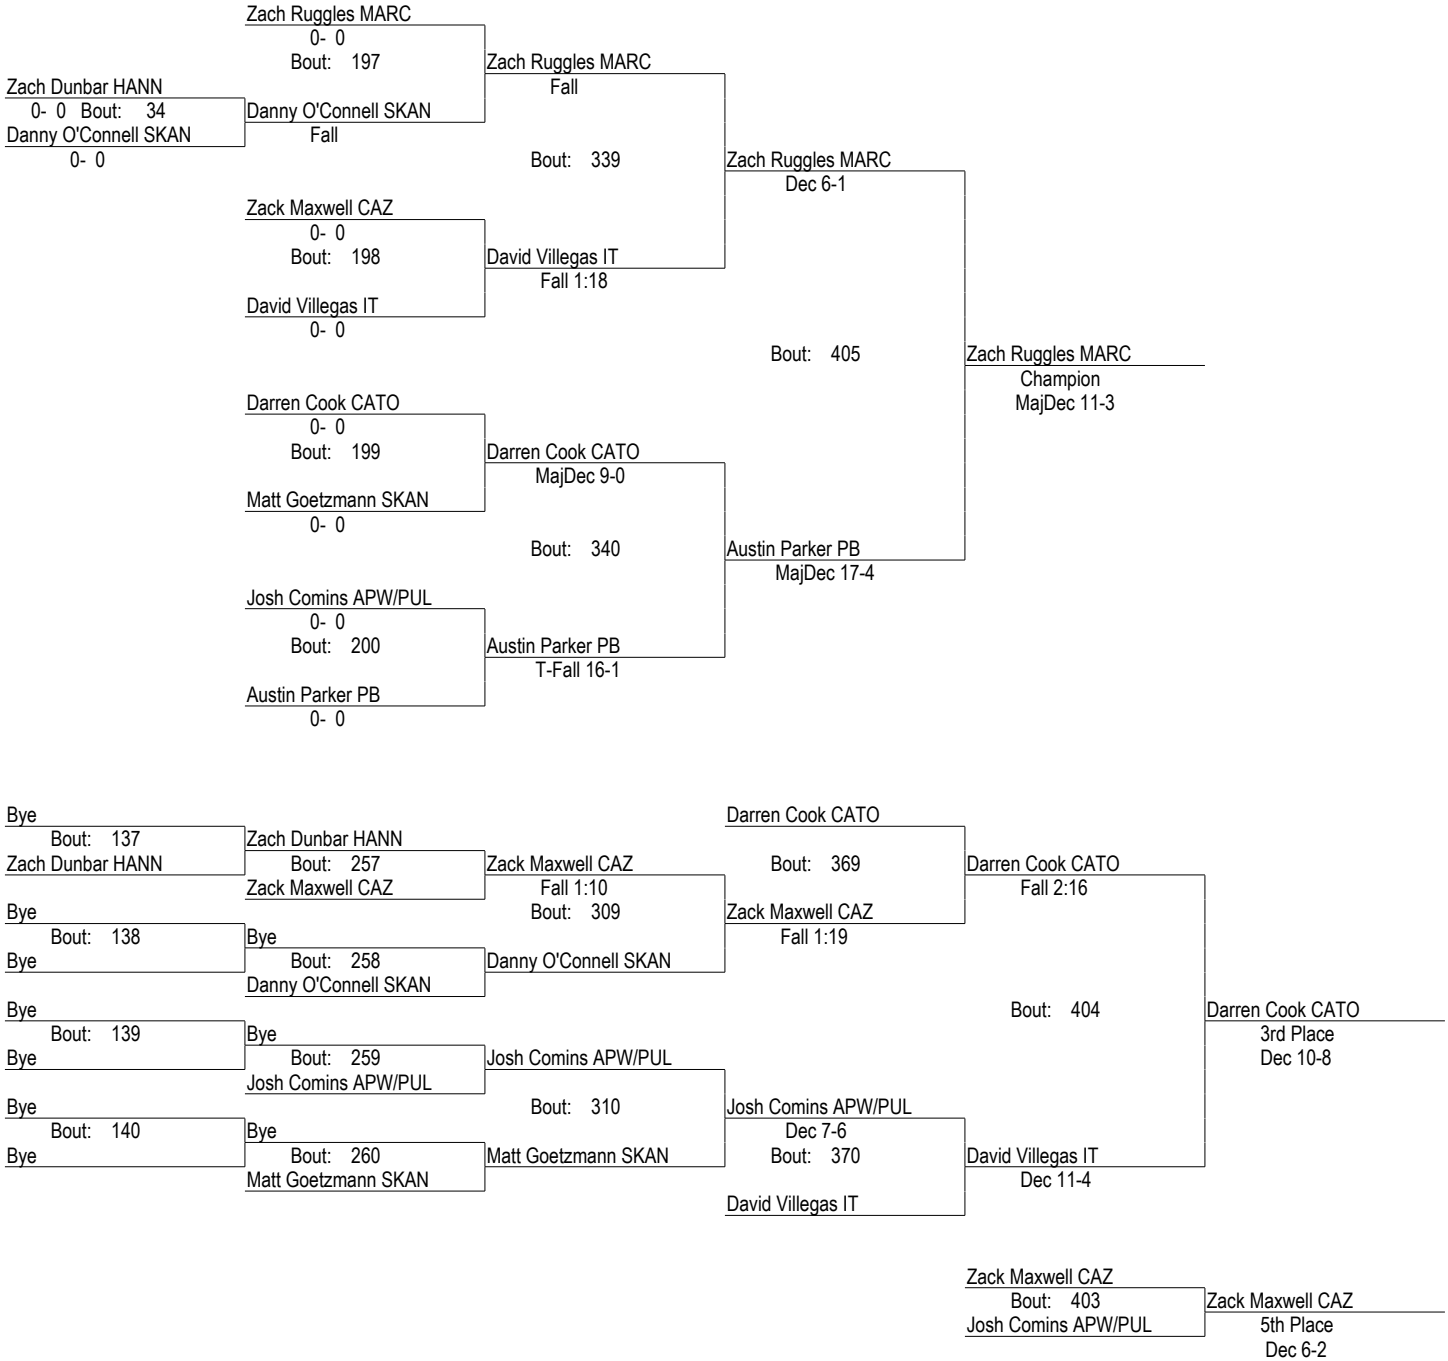 Zach Ruggles MARC
0- 0
Bout: 197
Zach Ruggles MARC
Fall
Zach Dunbar HANN
0- 0 Bout: 34
Danny O'Connell SKAN
Danny O'Connell SKAN
Fall
0- 0
Bout: 339
Zach Ruggles MARC
Dec 6-1
Zack Maxwell CAZ
0- 0
Bout: 198
David Villegas IT
Fall 1:18
David Villegas IT
0- 0
Bout: 405
Zach Ruggles MARC
Champion
MajDec 11-3
Darren Cook CATO
0- 0
Bout: 199
Darren Cook CATO
MajDec 9-0
Matt Goetzmann SKAN
0- 0
Bout: 340
Austin Parker PB
MajDec 17-4
Josh Comins APW/PUL
0- 0
Bout: 200
Austin Parker PB
T-Fall 16-1
Austin Parker PB
0- 0
Bye
Bout: 137
Zach Dunbar HANN
Zach Dunbar HANN
Bout: 257
Zack Maxwell CAZ
Zack Maxwell CAZ
Fall 1:10
Bout: 309
Darren Cook CATO
Bout: 369
Darren Cook CATO
Fall 2:16
Zack Maxwell CAZ
Fall 1:19
Bye
Bout: 138
Bye
Bye
Bout: 258
Danny O'Connell SKAN
Danny O'Connell SKAN
Bye
Bout: 139
Bye
Bye
Bout: 259
Josh Comins APW/PUL
Josh Comins APW/PUL
Bout: 404
Darren Cook CATO
3rd Place
Dec 10-8
Bye
Bout: 140
Bye
Bye
Bout: 260
Matt Goetzmann SKAN
Bout: 310
Matt Goetzmann SKAN
Josh Comins APW/PUL
Dec 7-6
Bout: 370
David Villegas IT
David Villegas IT
Dec 11-4
Zack Maxwell CAZ
Bout: 403
Josh Comins APW/PUL
Zack Maxwell CAZ
5th Place
Dec 6-2